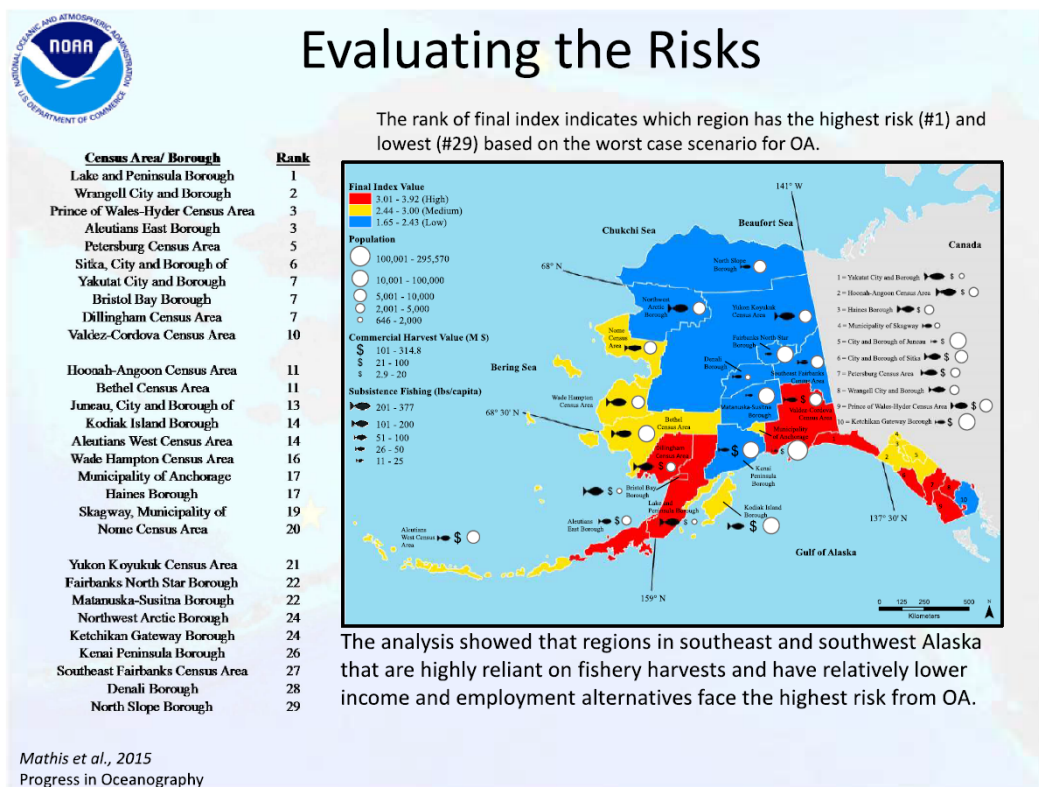 NATIONAL OCEANIC AND ATMOSPHERIC ADMINISTRATION
NOAA
U.S. DEPARTMENT OF COMMERCE
Evaluating the Risks
The rank of final index indicates which region has the highest risk (#1) and
lowest (#29) based on the worst case scenario for OA.
Census Area/ Borough Rank
Lake and Peninsula Borough 1
Wrangell City and Borough 2
Prince of Wales-Hyder Census Area 3
Aleutians East Borough 3
Petersburg Census Area 5
Sitka, City and Borough of 6
Yakutat City and Borough 7
Bristol Bay Borough 7
Dillingham Census Area 7
Valdez-Cordova Census Area 10
Hoonah-Angoon Census Area 11
Bethel Census Area 11
Juneau, City and Borough of 13
Kodiak Island Borough 14
Aleutians West Census Area 14
Wade Hampton Census Area 16
Municipality of Anchorage 17
Haines Borough 17
Skagway, Municipality of 19
Nome Census Area 20
Yukon Koyukuk Census Area 21
Fairbanks North Star Borough 22
Matanuska-Susitna Borough 22
Northwest Arctic Borough 24
Ketchikan Gateway Borough 24
Kenai Peninsula Borough 26
Southeast Fairbanks Census Area 27
Denali Borough 28
North Slope Borough 29
Final Index Value
3.01 - 3.92 (High)
2.44 - 3.00 (Medium)
1.65 - 2.43 (Low)
Population
100,001 - 295,570
10,001 - 100,000
5,001 - 10,000
2,001 - 5,000
646 - 2,000
Commercial Harvest Value (M $)
$ 101 - 314.8
$ 21 - 100
$ 2.9 - 20
Subsistence Fishing (lbs/capita)
201 - 377
101 - 200
51 - 100
26 - 50
11 - 25
141° W
Beaufort Sea
Chukchi Sea
Canada
68° N
North Slope
Borough
Northwest
Arctic
Borough
Yukon Koyukuk
Census Area
Nome
Census
Area
Fairbanks North Star
Borough
Denali
Borough
Southeast Fairbanks
Census Area
Bering Sea
Wade Hampton
Census Area
68° 30' N
Matanuska-Susitna
Borough
Valdez-Cordova
Census Area
Bethel
Census Area
Municipality
of Anchorage
$
Dillingham
Census Area
$
$
$
Kenai
Peninsula
Borough
$
Bristol Bay
Borough
Lake and
Peninsula Borough
$
Kodiak Island
Borough
$
Aleutians
East Borough
$
Aleutians
West Census
Area
$
1 = Yakutat City and Borough $
2 = Hoonah-Angoon Census Area $
3 = Haines Borough $
4 = Municipality of Skagway
5 = City and Borough of Juneau $
6 = City and Borough of Sitka $
7 = Petersburg Census Area $
8 = Wrangell City and Borough
9 = Prince of Wales-Hyder Census Area $
10 = Ketchikan Gateway Borough $
137° 30' N
Gulf of Alaska
159° N
0 125 250 500
Kilometers
N
The analysis showed that regions in southeast and southwest Alaska
that are highly reliant on fishery harvests and have relatively lower
income and employment alternatives face the highest risk from OA.
Mathis et al., 2015
Progress in Oceanography